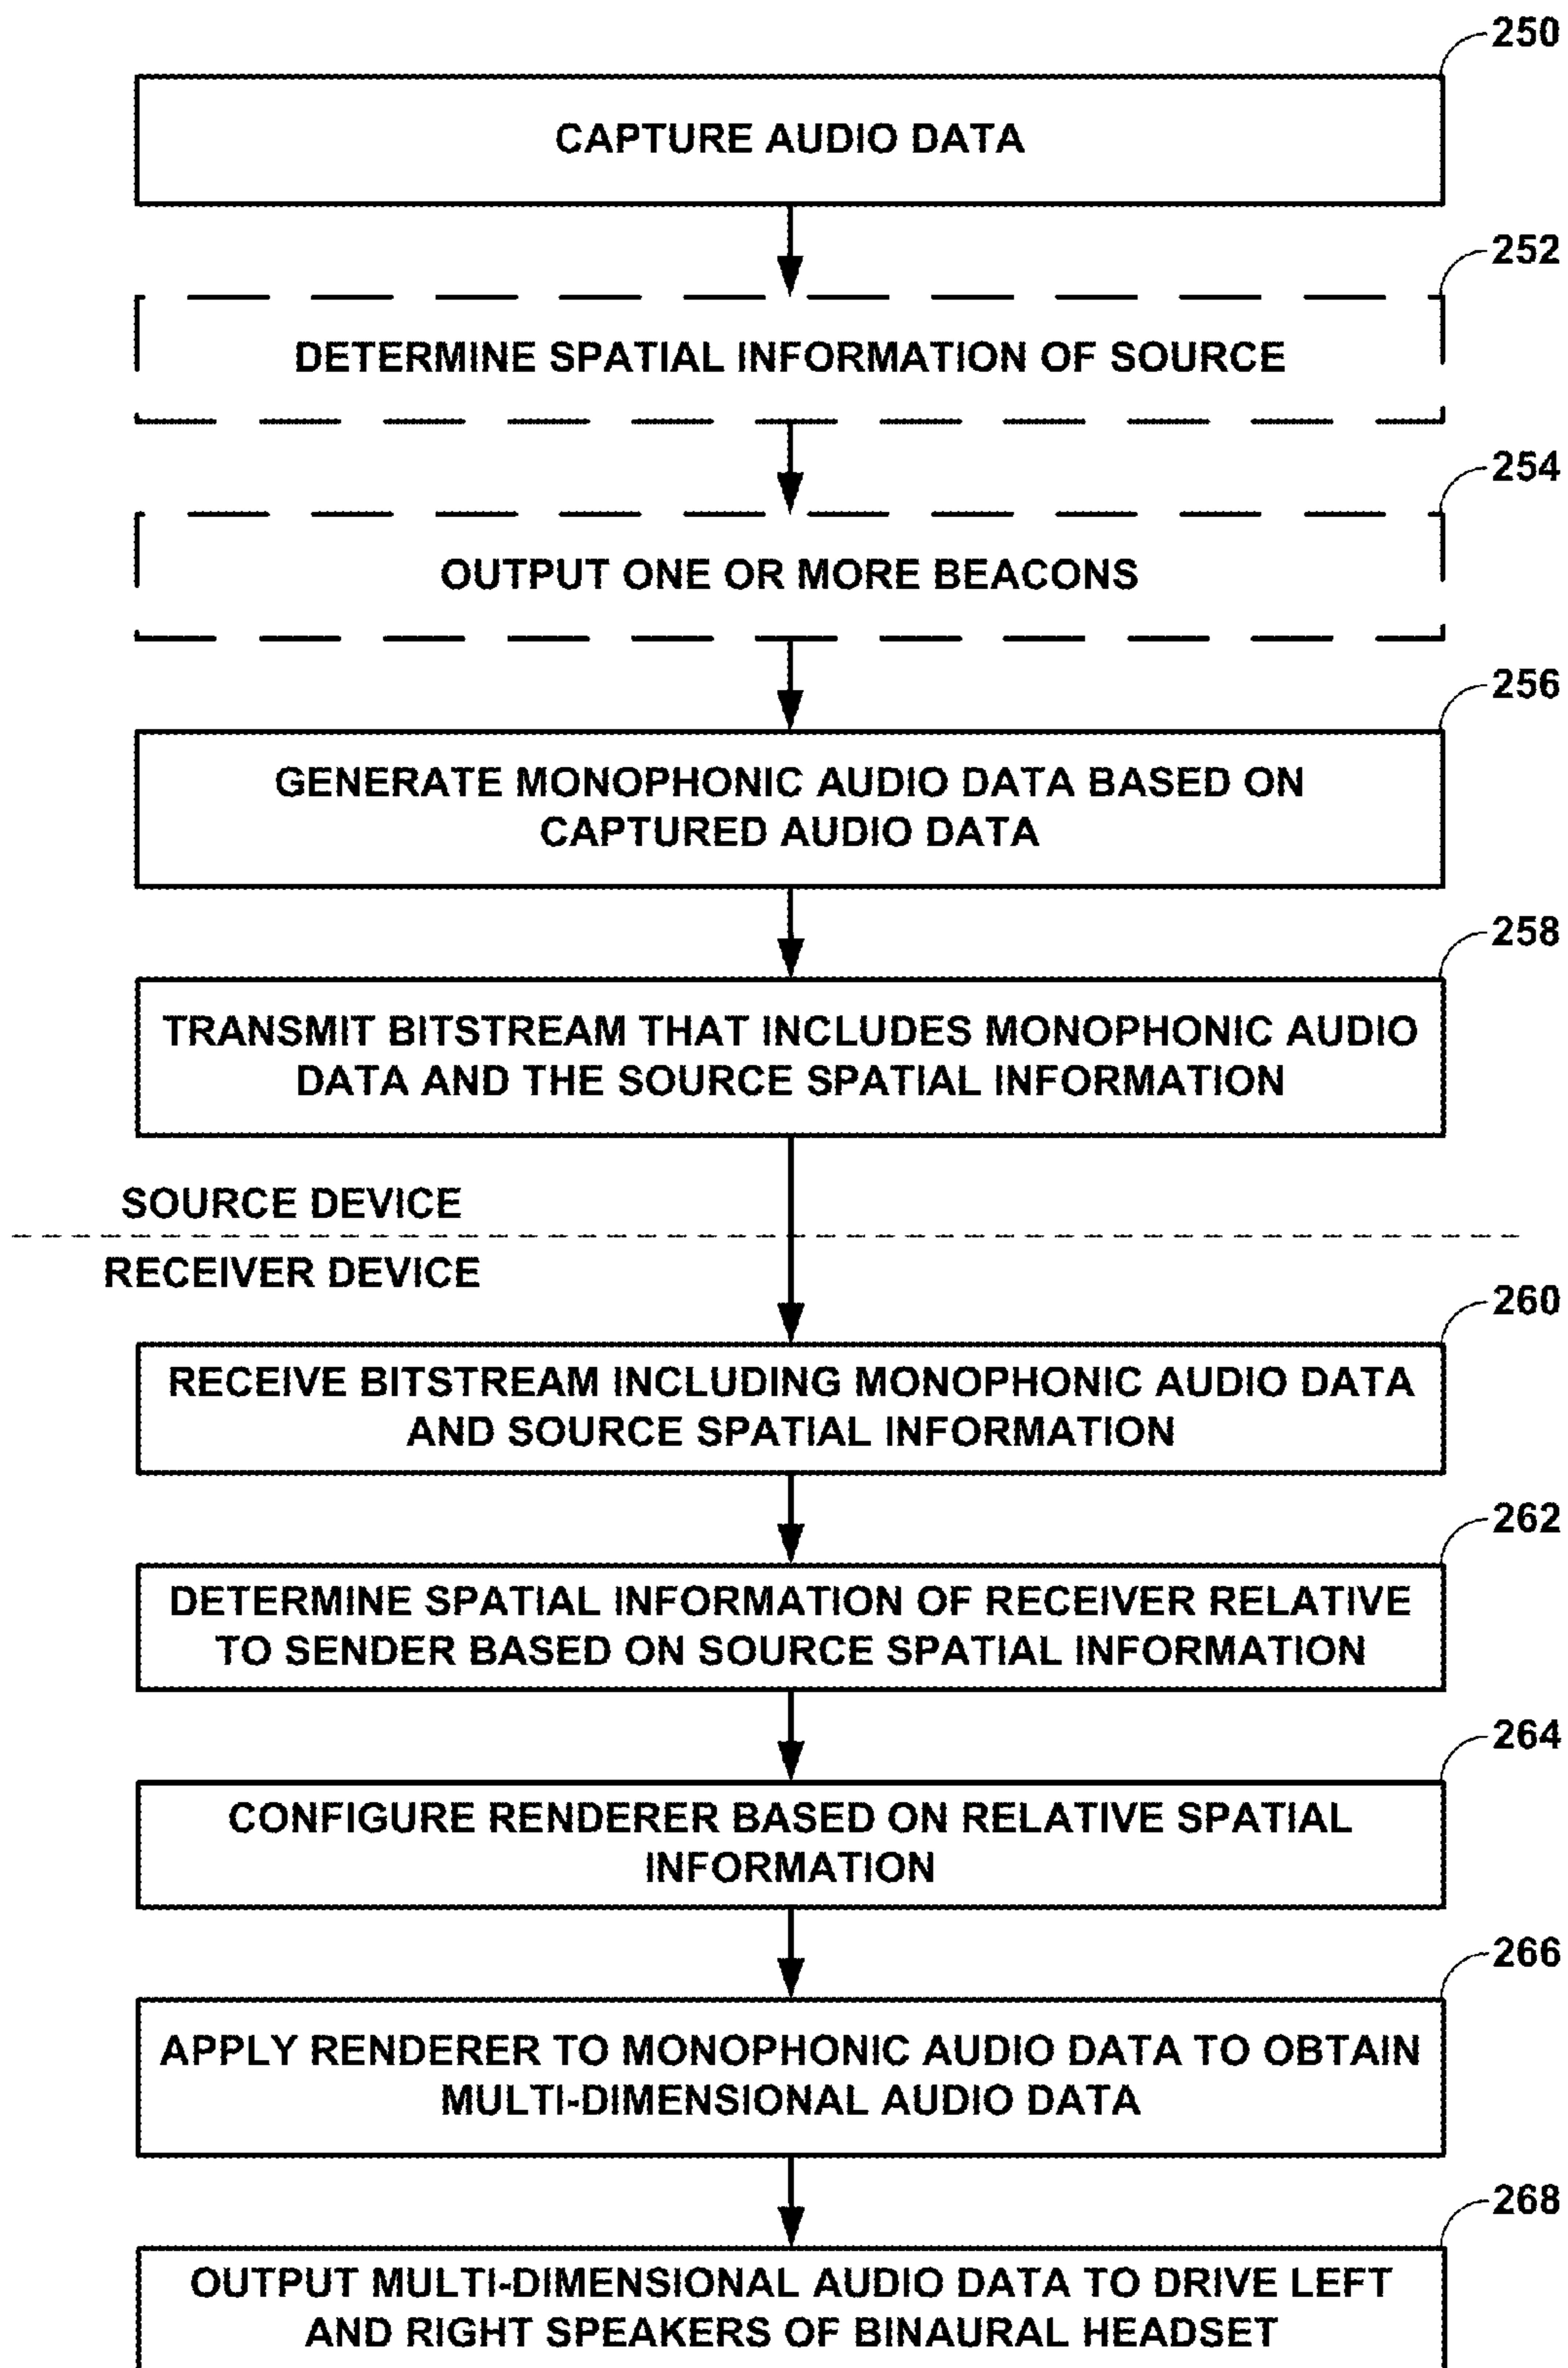 250
CAPTURE AUDIO DATA
252
DETERMINE SPATIAL INFORMATION OF SOURCE
254
OUTPUT ONE OR MORE BEACONS
256
GENERATE MONOPHONIC AUDIO DATA BASED ON
CAPTURED AUDIO DATA
258
TRANSMIT BITSTREAM THAT INCLUDES MONOPHONIC AUDIO
DATA AND THE SOURCE SPATIAL INFORMATION
SOURCE DEVICE
RECEIVER DEVICE
260
RECEIVE BITSTREAM INCLUDING MONOPHONIC AUDIO DATA
AND SOURCE SPATIAL INFORMATION
262
DETERMINE SPATIAL INFORMATION OF RECEIVER RELATIVE
TO SENDER BASED ON SOURCE SPATIAL INFORMATION
264
CONFIGURE RENDERER BASED ON RELATIVE SPATIAL
INFORMATION
266
APPLY RENDERER TO MONOPHONIC AUDIO DATA TO OBTAIN
MULTI-DIMENSIONAL AUDIO DATA
268
OUTPUT MULTI-DIMENSIONAL AUDIO DATA TO DRIVE LEFT
AND RIGHT SPEAKERS OF BINAURAL HEADSET